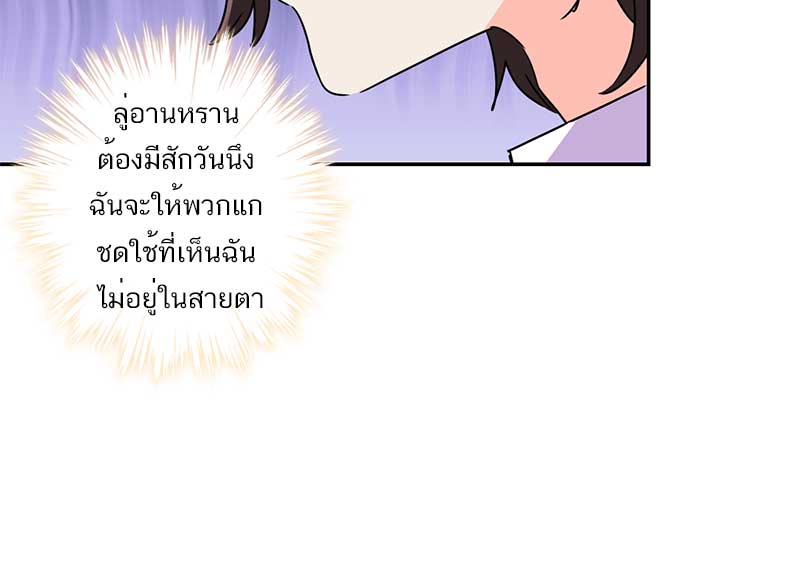 ลู่อานหราน
ต้องมีสักวันนึง
ฉันจะให้พวกแก
ชดใช้ที่เห็นฉัน
ไม่อยู่ในสายตา